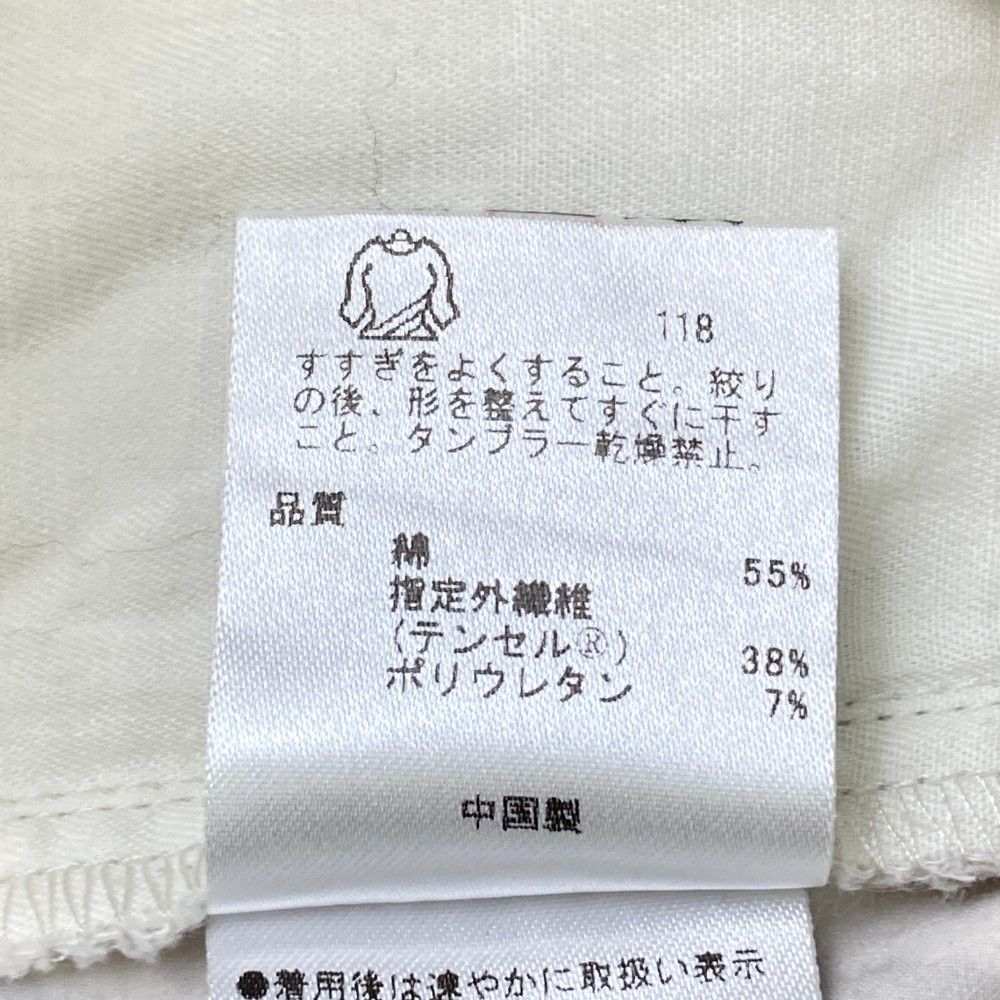 118
すすぎをよくすること。絞り
の後、形を整えてすぐに干す
こと。タンブラー乾燥禁止。
品質
綿 55%
指定外繊維
(テンセル®) 38%
ポリウレタン 7%
中国製
●着用後は速やかに取扱い表示